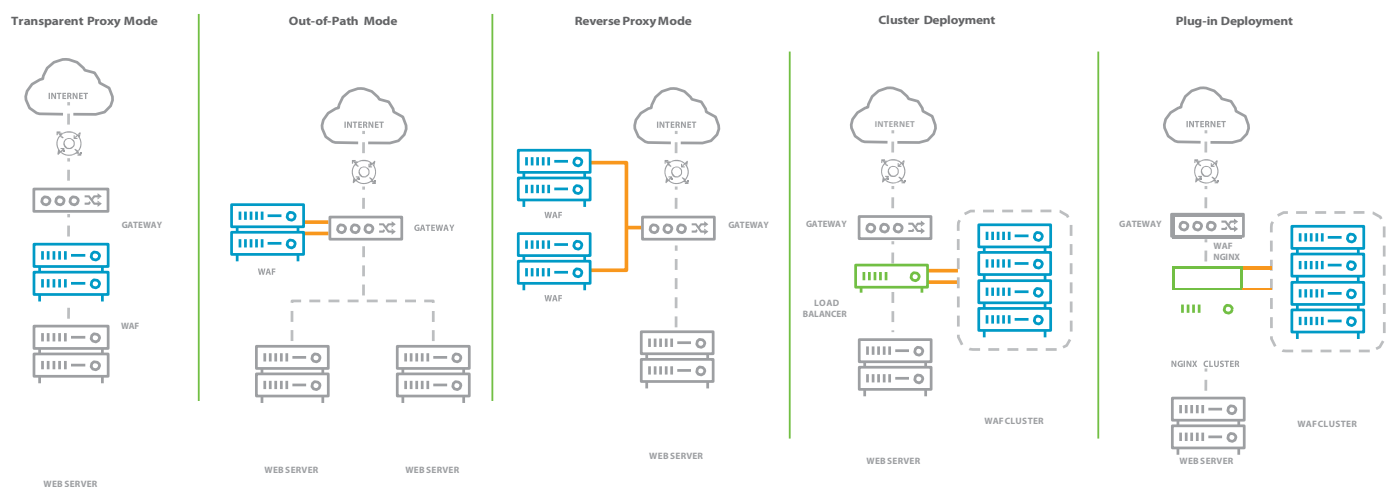 Transparent Proxy Mode
INTERNET
GATEWAY
WAF
WEB SERVER
Out-of-Path Mode
INTERNET
GATEWAY
WAF
WEB SERVER
WEB SERVER
Reverse Proxy Mode
INTERNET
WAF
GATEWAY
WAF
WEB SERVER
Cluster Deployment
INTERNET
GATEWAY
LOAD
BALANCER
WAF CLUSTER
WEB SERVER
Plug-in Deployment
INTERNET
GATEWAY
WAF
NGINX
NGINX CLUSTER
WAF CLUSTER
WEB SERVER